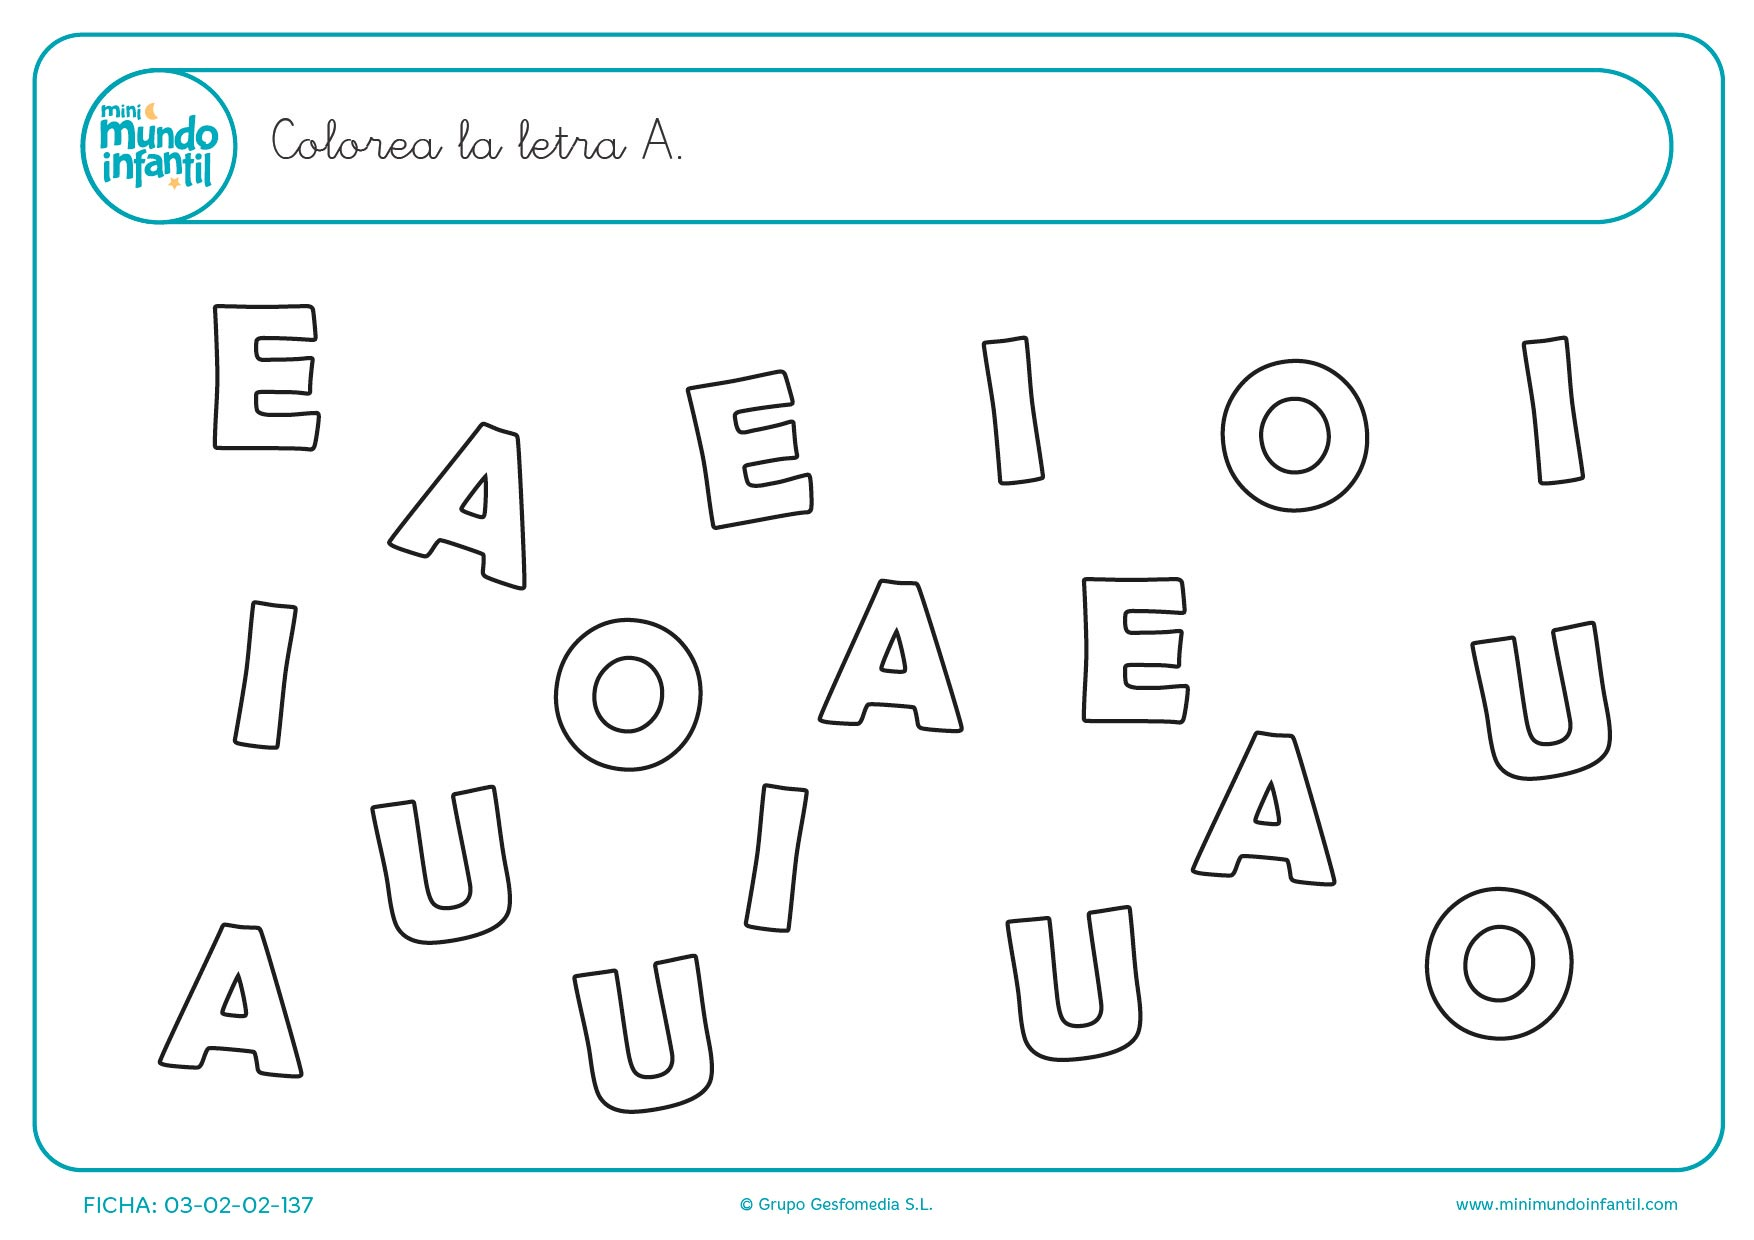 mini
mundo
infantil
Colorea la letra A.
E
A
E
I
O
I
I
O
A
E
U
U
I
A
A
U
U
O
FICHA: 03-02-02-137
© Grupo Gesfomedia S.L.
www.minimundoinfantil.com